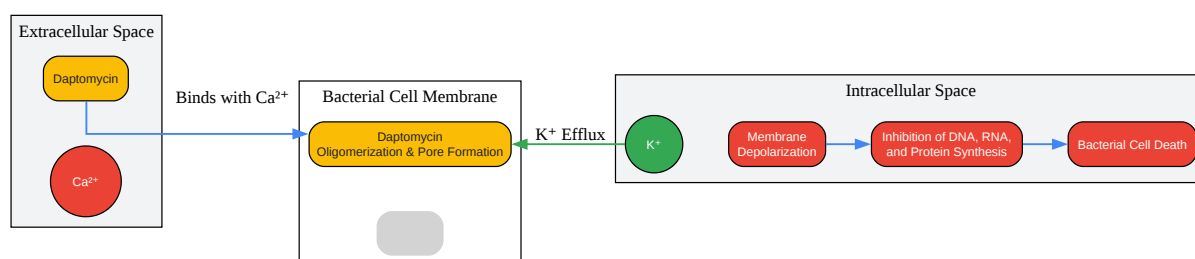 Extracellular Space
Daptomycin
Ca²⁺
Binds with Ca²⁺
Bacterial Cell Membrane
Daptomycin
Oligomerization & Pore Formation
K⁺ Efflux
Intracellular Space
K⁺
Membrane
Depolarization
Inhibition of DNA, RNA,
and Protein Synthesis
Bacterial Cell Death